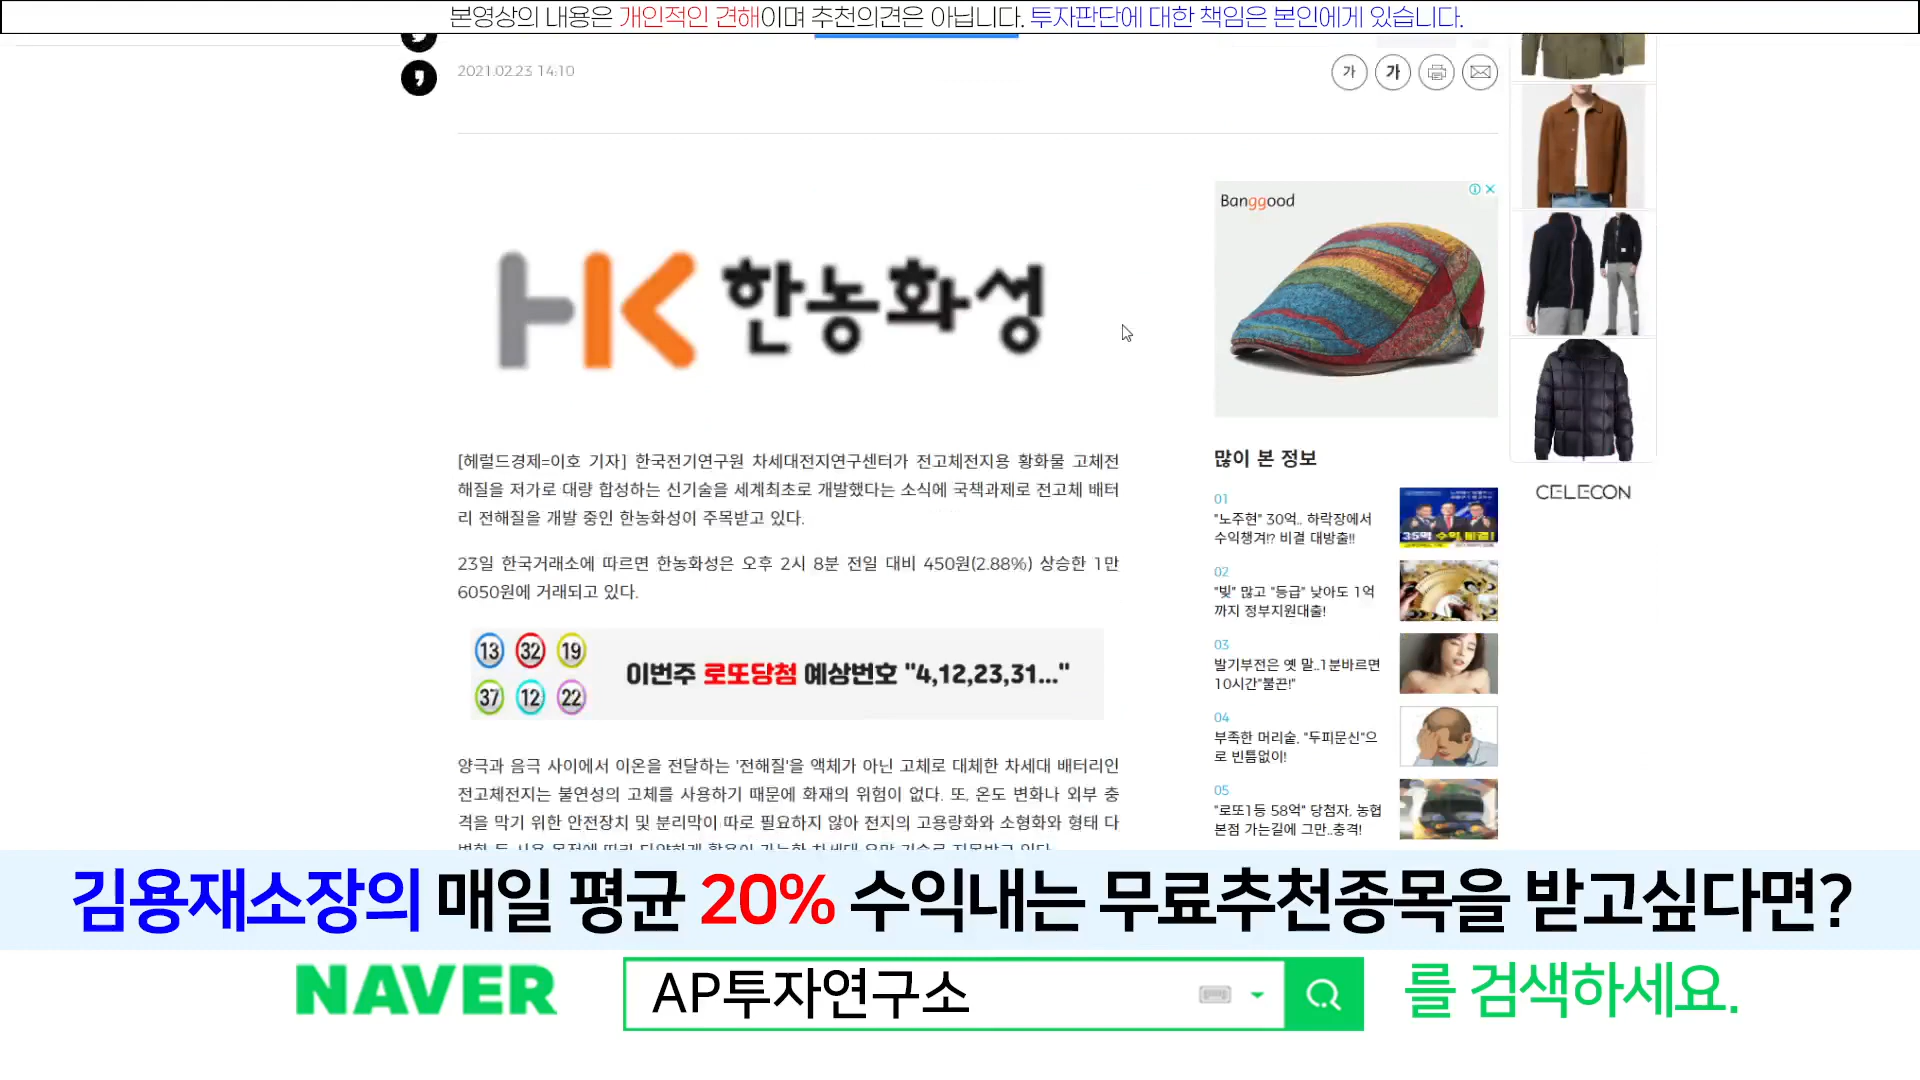 본영상의 내용은 개인적인 견해이며 추천의견은 아닙니다. 투자판단에 대한 책임은 본인에게 있습니다.
2021.02.23 14:10
가 가
HK 한농화성
[헤럴드경제=이호 기자] 한국전기연구원 차세대전지연구센터가 전고체전지용 황화물 고체전
해질을 저가로 대량 합성하는 신기술을 세계최초로 개발했다는 소식에 국책과제로 전고체 배터
리 전해질을 개발 중인 한농화성이 주목받고 있다.
23일 한국거래소에 따르면 한농화성은 오후 2시 8분 전일 대비 450원(2.88%) 상승한 1만
6050원에 거래되고 있다.
13 32 19
37 12 22
이번주 로또당첨 예상번호 "4,12,23,31..."
양극과 음극 사이에서 이온을 전달하는 '전해질'을 액체가 아닌 고체로 대체한 차세대 배터리인
전고체전지는 불연성의 고체를 사용하기 때문에 화재의 위험이 없다. 또, 온도 변화나 외부 충
격을 막기 위한 안전장치 및 분리막이 따로 필요하지 않아 전지의 고용량화와 소형화와 형태 다
Banggood
많이 본 정보
01
"노주현" 30억.. 하락장에서
수익챙겨!? 비결 대방출!!
35억 수익 비결!
02
"빚" 많고 "등급" 낮아도 1억
까지 정부지원대출!
03
발기부전은 옛 말..1분바르면
10시간"불끈!"
04
부족한 머리숱, "두피문신"으
로 빈틈없이!
05
"로또1등 58억" 당첨자, 농협
본점 가는길에 그만..충격!
CELECON
김용재소장의 매일 평균 20% 수익내는 무료추천종목을 받고싶다면?
NAVER AP투자연구소 를 검색하세요.